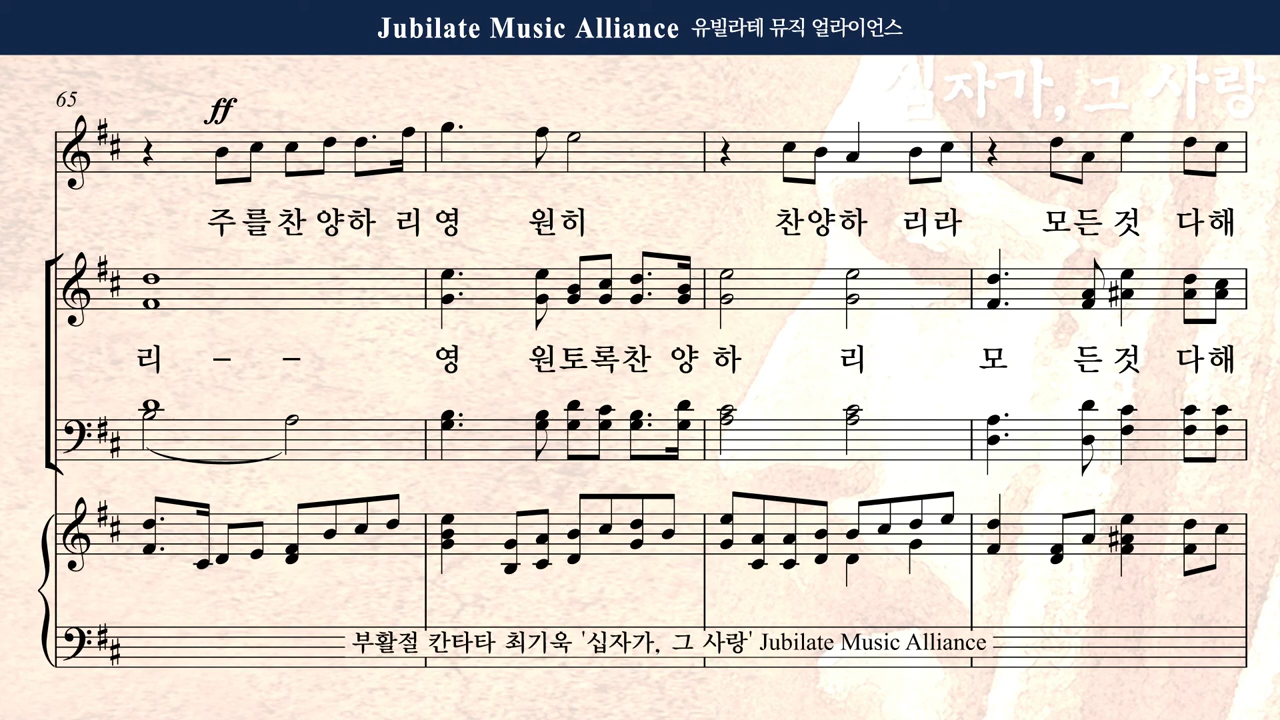 Jubilate Music Alliance 유빌라테 뮤직 얼라이언스
십자가, 그 사랑
65
ff
주를찬양하 리영 원히 찬양하 리라 모든것 다해
리 – – 영 원토록찬 양 하 리 모 든것 다해
부활절 칸타타 최기욱 '십자가, 그 사랑' Jubilate Music Alliance